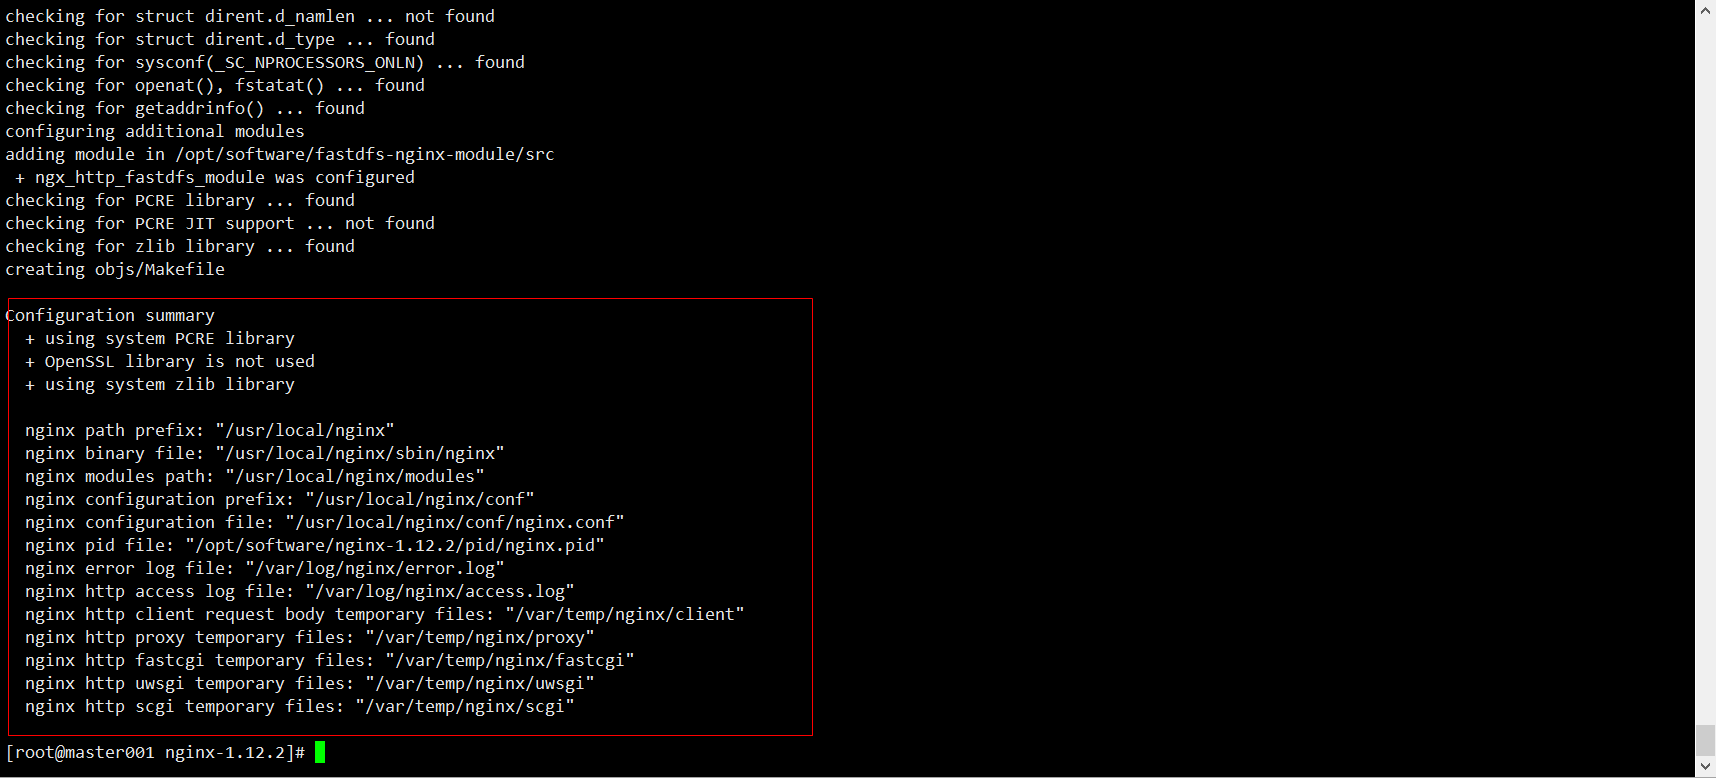 checking for struct dirent.d_namlen ... not found
checking for struct dirent.d_type ... found
checking for sysconf(_SC_NPROCESSORS_ONLN) ... found
checking for openat(), fstatat() ... found
checking for getaddrinfo() ... found
configuring additional modules
adding module in /opt/software/fastdfs-nginx-module/src
 + ngx_http_fastdfs_module was configured
checking for PCRE library ... found
checking for PCRE JIT support ... not found
checking for zlib library ... found
creating objs/Makefile

Configuration summary
  + using system PCRE library
  + OpenSSL library is not used
  + using system zlib library

  nginx path prefix: "/usr/local/nginx"
  nginx binary file: "/usr/local/nginx/sbin/nginx"
  nginx modules path: "/usr/local/nginx/modules"
  nginx configuration prefix: "/usr/local/nginx/conf"
  nginx configuration file: "/usr/local/nginx/conf/nginx.conf"
  nginx pid file: "/opt/software/nginx-1.12.2/pid/nginx.pid"
  nginx error log file: "/var/log/nginx/error.log"
  nginx http access log file: "/var/log/nginx/access.log"
  nginx http client request body temporary files: "/var/temp/nginx/client"
  nginx http proxy temporary files: "/var/temp/nginx/proxy"
  nginx http fastcgi temporary files: "/var/temp/nginx/fastcgi"
  nginx http uwsgi temporary files: "/var/temp/nginx/uwsgi"
  nginx http scgi temporary files: "/var/temp/nginx/scgi"

[root@master001 nginx-1.12.2]#